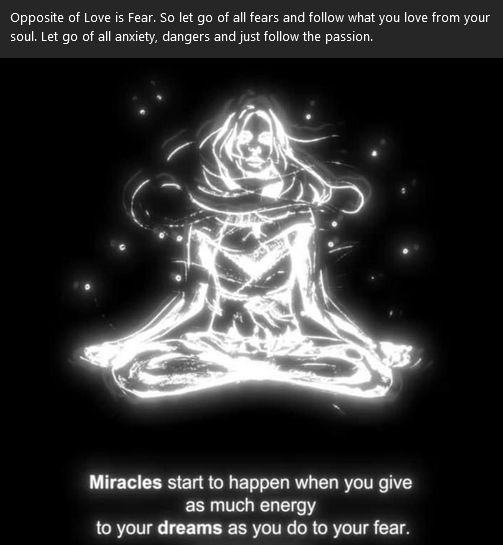 Opposite of Love is Fear. So let go of all fears and follow what you love from your
soul. Let go of all anxiety, dangers and just follow the passion.
Miracles start to happen when you give
as much energy
to your dreams as you do to your fear.